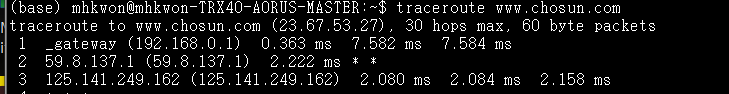 (base) mhkwon@mhkwon-TRX40-AORUS-MASTER:~$ traceroute www.chosun.com
traceroute to www.chosun.com (23.67.53.27), 30 hops max, 60 byte packets
1 _gateway (192.168.0.1) 0.363 ms 7.582 ms 7.584 ms
2 59.8.137.1 (59.8.137.1) 2.222 ms * *
3 125.141.249.162 (125.141.249.162) 2.080 ms 2.084 ms 2.158 ms